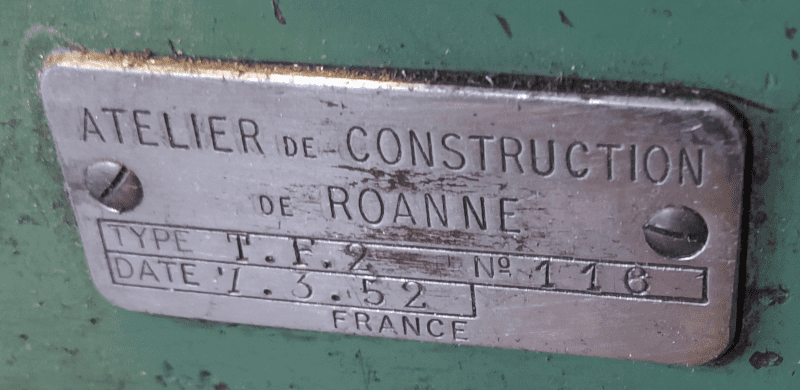 ATELIER DE CONSTRUCTION
DE ROANNE
TYPE T.F.2 Nº 116
DATE 1.3.52
FRANCE